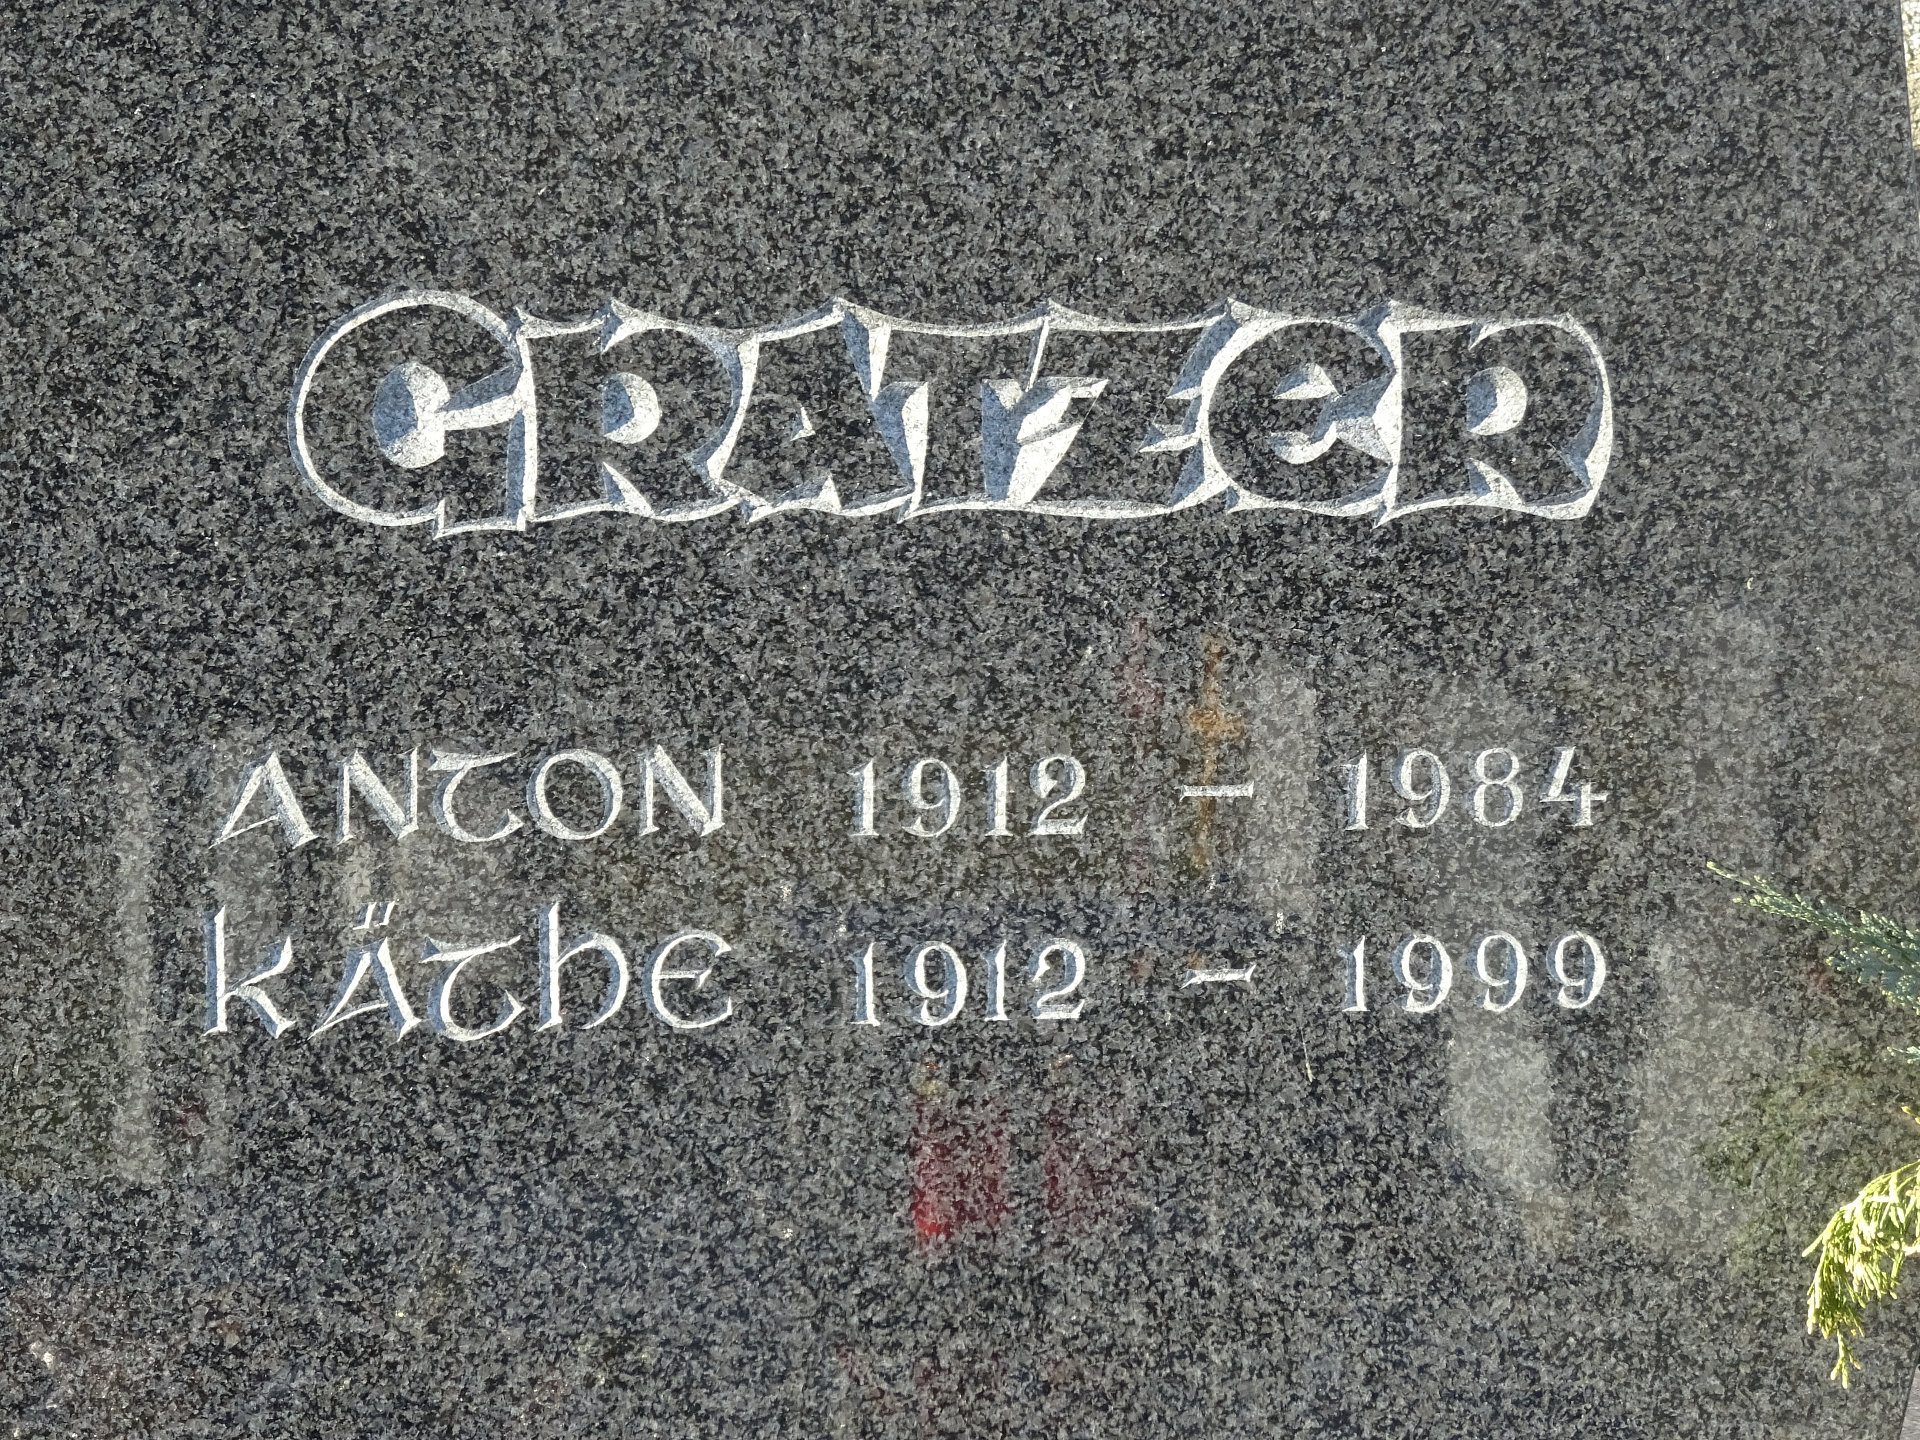 GRATZER
ANTON 1912 – 1984
KÄTHE 1912 – 1999